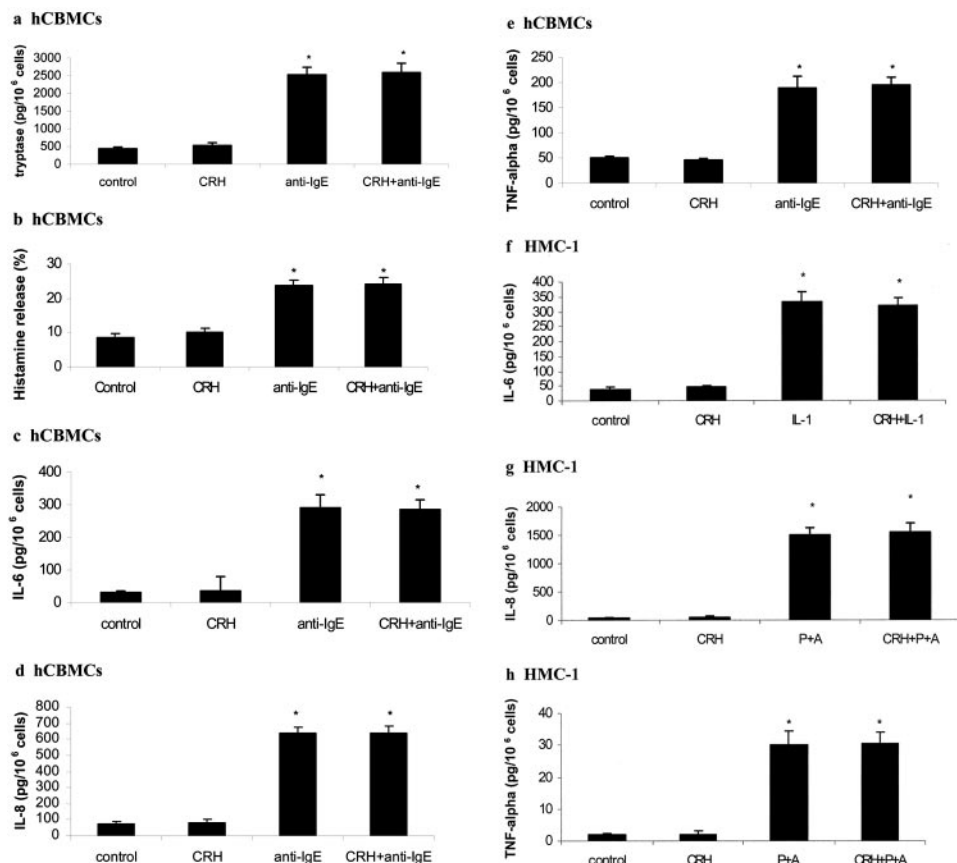 a hCBMCs
tryptase (pg/10 6 cells)
3000
2500
2000
1500
1000
500
0
* *
control CRH anti-IgE CRH+anti-IgE
b hCBMCs
Histamine release (%)
30
20
10
0
* *
Control CRH anti-IgE CRH+anti-IgE
c hCBMCs
IL-6 (pg/10 6 cells)
400
300
200
100
0
* *
control CRH anti-IgE CRH+anti-IgE
d hCBMCs
IL-8 (pg/10 6 cells)
800
700
600
500
400
300
200
100
0
* *
control CRH anti-IgE CRH+anti-IgE
e hCBMCs
TNF-alpha (pg/10 6 cells)
250
200
150
100
50
0
* *
control CRH anti-IgE CRH+anti-IgE
f HMC-1
IL-6 (pg/10 6 cells)
400
350
300
250
200
150
100
50
0
* *
control CRH IL-1 CRH+IL-1
g HMC-1
IL-8 (pg/10 6 cells)
2000
1500
1000
500
0
* *
control CRH P+A CRH+P+A
h HMC-1
TNF-alpha (pg/10 6 cells)
40
30
20
10
0
* *
control CRH P+A CRH+P+A